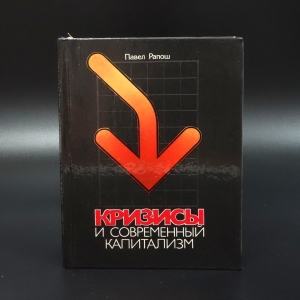 Павел Рапош
КРИЗИСЫ
И СОВРЕМЕННЫЙ
КАПИТАЛИЗМ